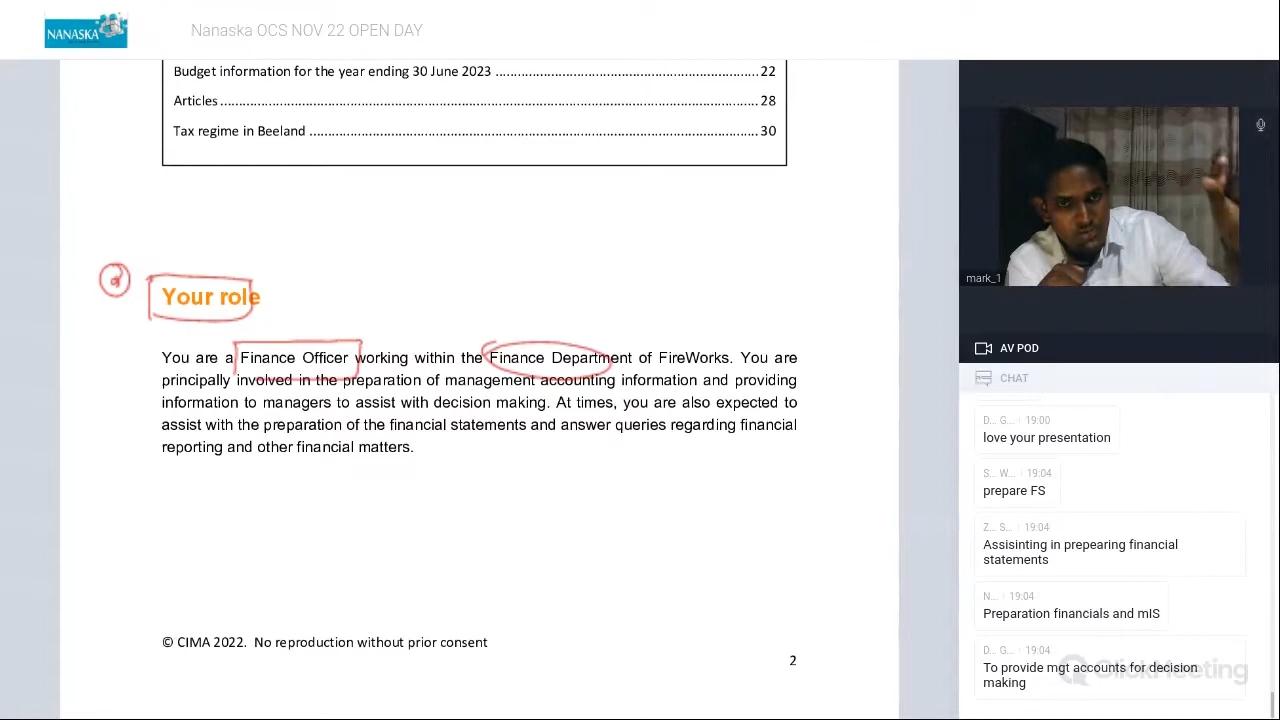 NANASKA
Nanaska OCS NOV 22 OPEN DAY
Budget information for the year ending 30 June 2023 ................................................................22
Articles ................................................................28
Tax regime in Beeland ................................................................30
Your role
You are a Finance Officer working within the Finance Department of FireWorks. You are
principally involved in the preparation of management accounting information and providing
information to managers to assist with decision making. At times, you are also expected to
assist with the preparation of the financial statements and answer queries regarding financial
reporting and other financial matters.
© CIMA 2022. No reproduction without prior consent
2
mark_1
AV POD
CHAT
D... G... 19:00
love your presentation
S... W... 19:04
prepare FS
Z... S... 19:04
Assisinting in prepearing financial
statements
N... 19:04
Preparation financials and mIS
D... G... 19:04
To provide mgt accounts for decision
making
ClickMeeting